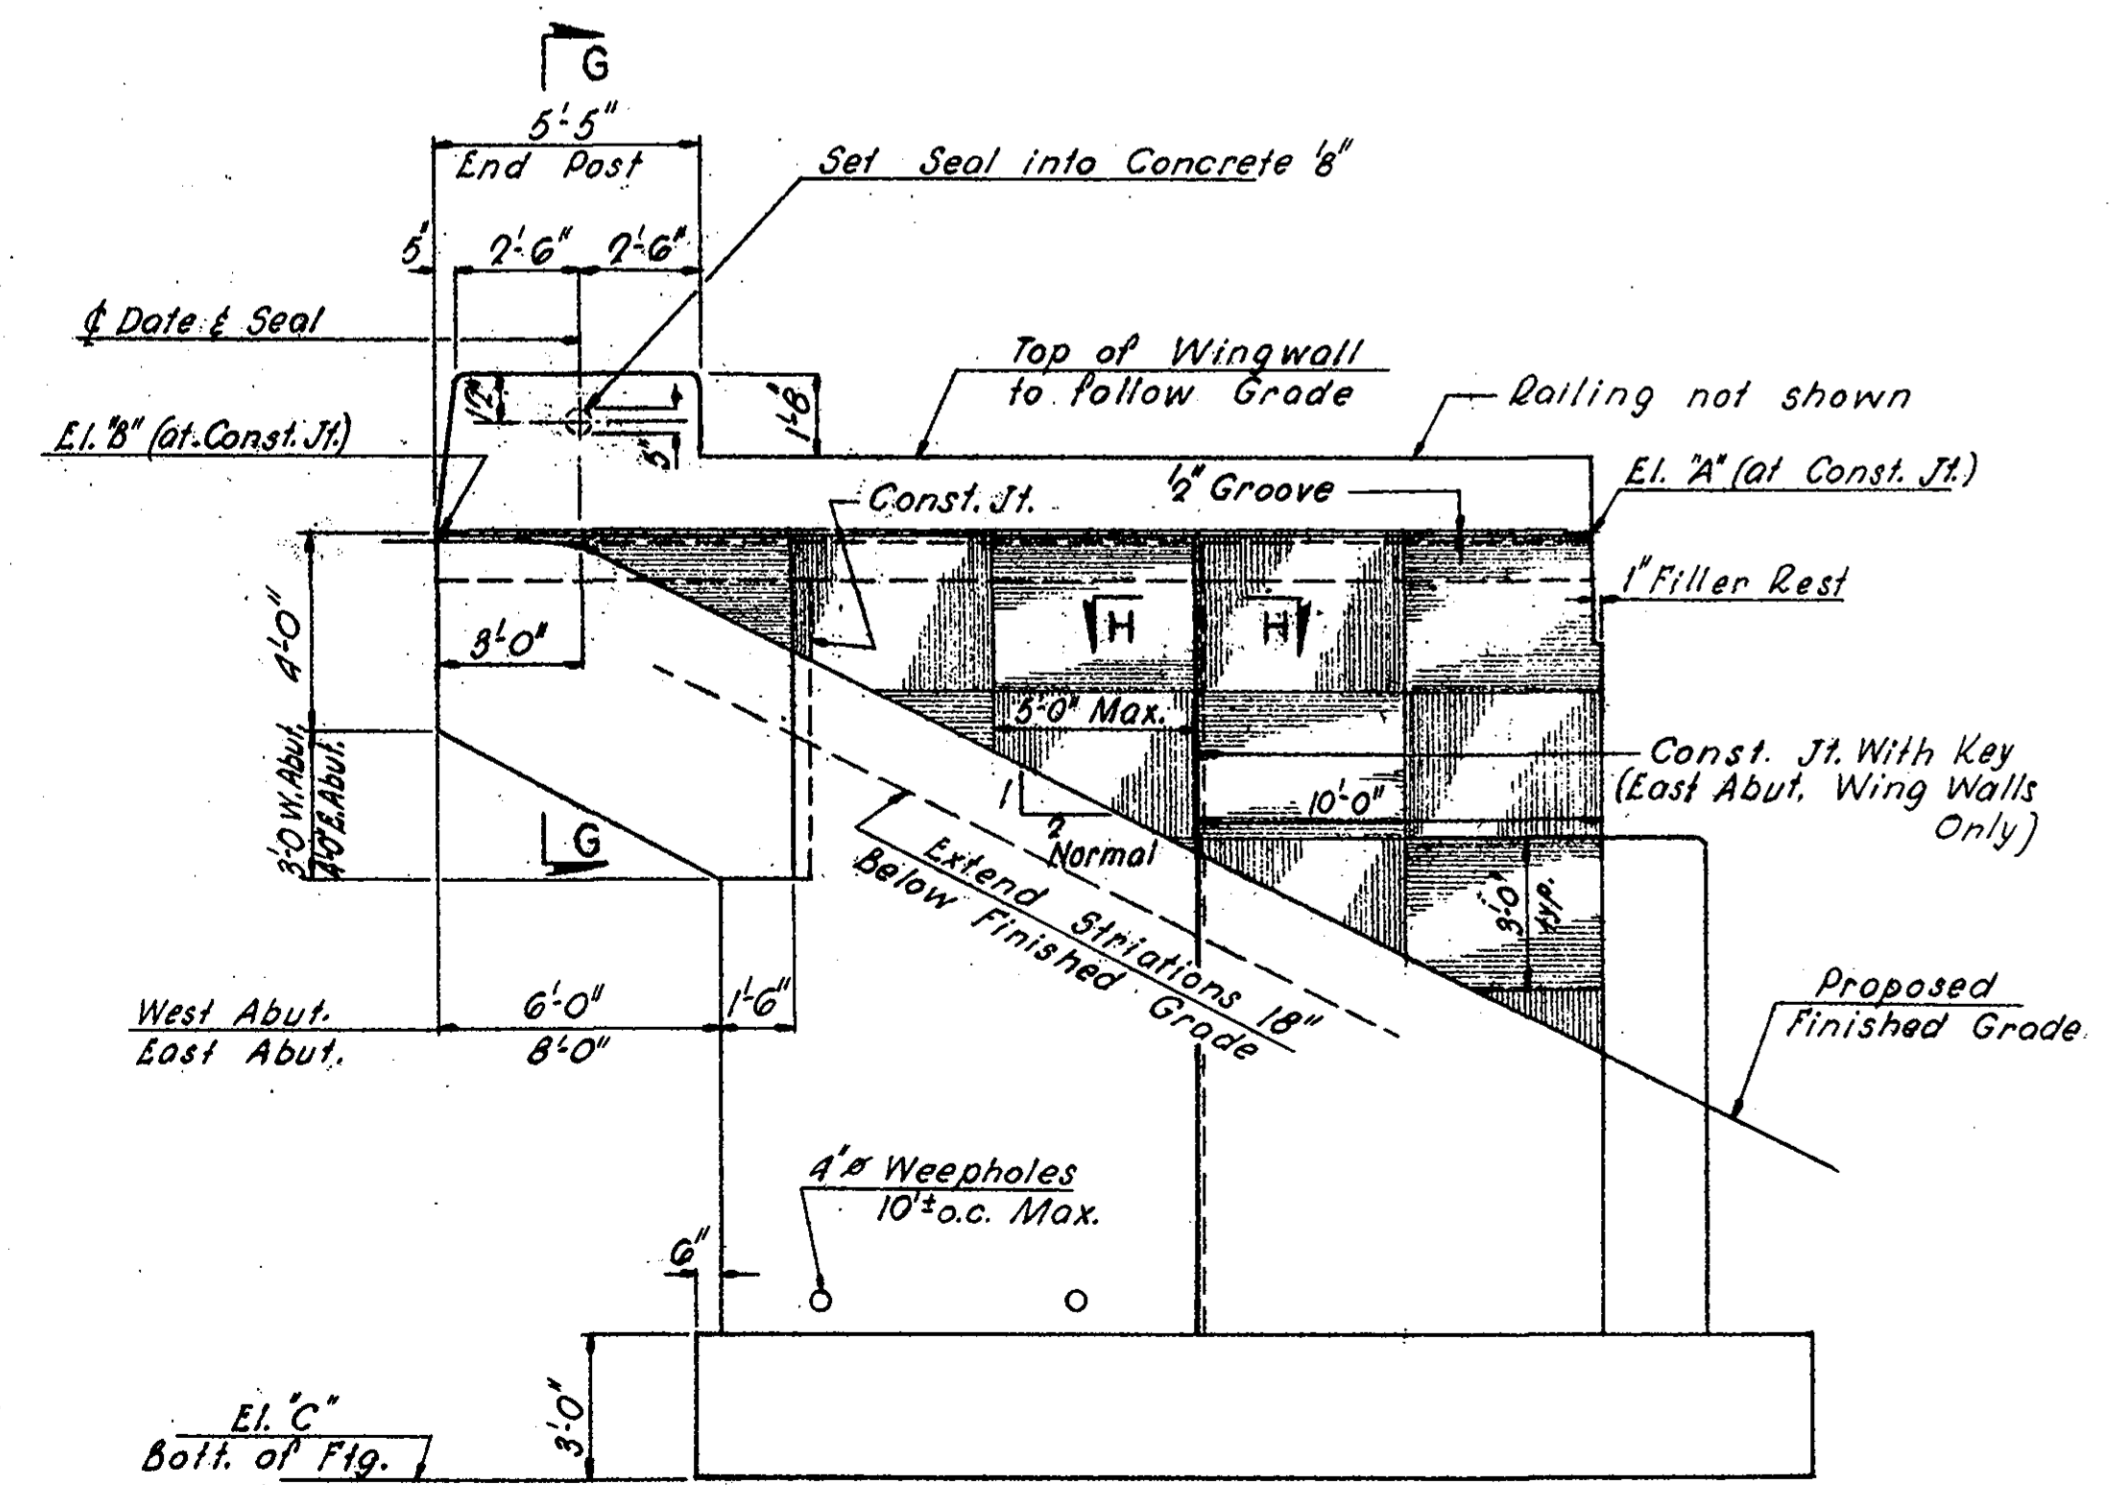 G
5'-5"
End Post
Set Seal into Concrete 1/8"
5"
2'-6"
2'-6"
℄ Date & Seal
Top of Wingwall
to follow Grade
Railing not shown
1'-8"
5"
El. "B" (at Const. Jt.)
El. "A" (at Const. Jt.)
1/2" Groove
Const. Jt.
1" Filler Rest
H
H
3'-0"
4'-0"
5'-0" Max.
Const. Jt. With Key
(East Abut. Wing Walls
Only)
10'-0"
1
2
Normal
3'-0" W. Abut.
4'-0" E. Abut.
G
Extend Striations 18"
Below Finished Grade
3'-0"
typ.
Proposed
Finished Grade
West Abut.
East Abut.
6'-0"
8'-0"
1'-6"
4"ø Weepholes
10'± o.c. Max.
6"
3'-0"
El. "C"
Bott. of Ftg.